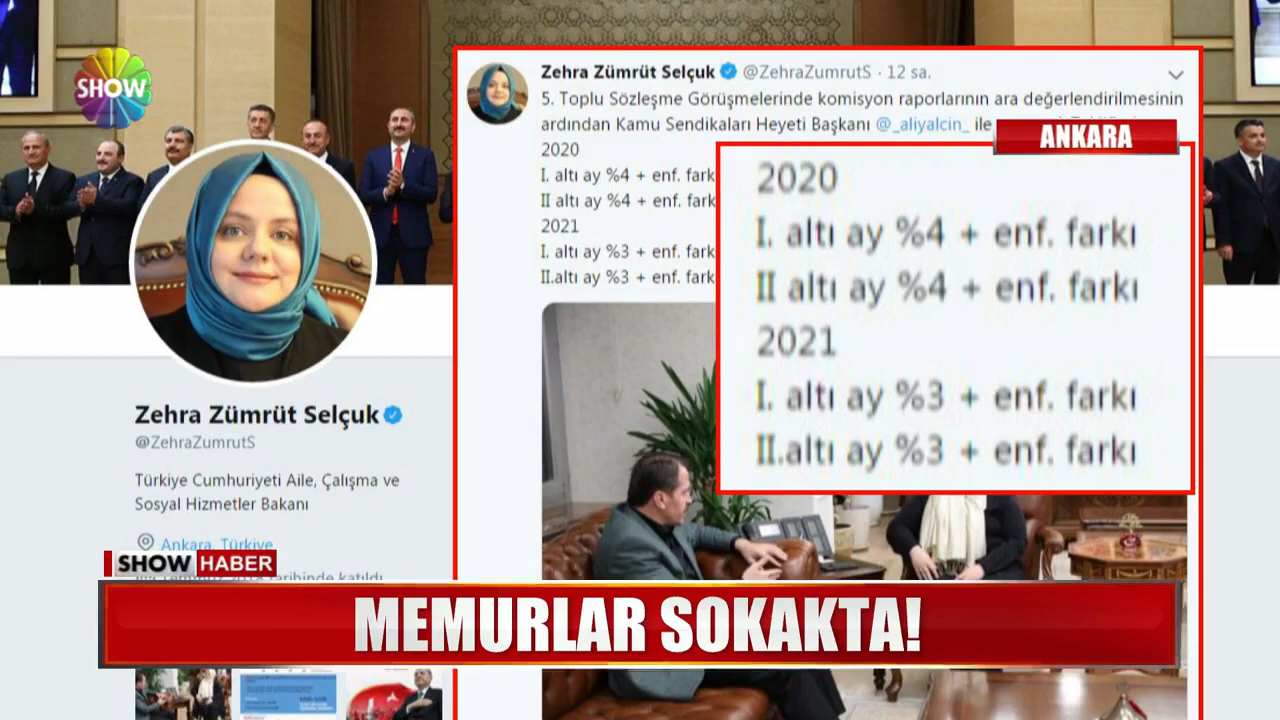 SHOW
Zehra Zümrüt Selçuk @ZehraZumrutS · 12 sa.
5. Toplu Sözleşme Görüşmelerinde komisyon raporlarının ara değerlendirilmesinin
ardından Kamu Sendikaları Heyeti Başkanı @_aliyalcin_ ile
2020
I. altı ay %4 + enf. fark
II altı ay %4 + enf. fark
2021
I. altı ay %3 + enf. fark
II.altı ay %3 + enf. fark
ANKARA
2020
I. altı ay %4 + enf. farkı
II altı ay %4 + enf. farkı
2021
I. altı ay %3 + enf. farkı
II.altı ay %3 + enf. farkı
Zehra Zümrüt Selçuk
@ZehraZumrutS
Türkiye Cumhuriyeti Aile, Çalışma ve
Sosyal Hizmetler Bakanı
Ankara, Türkiye
tarihinde katıldı
SHOW HABER
MEMURLAR SOKAKTA!